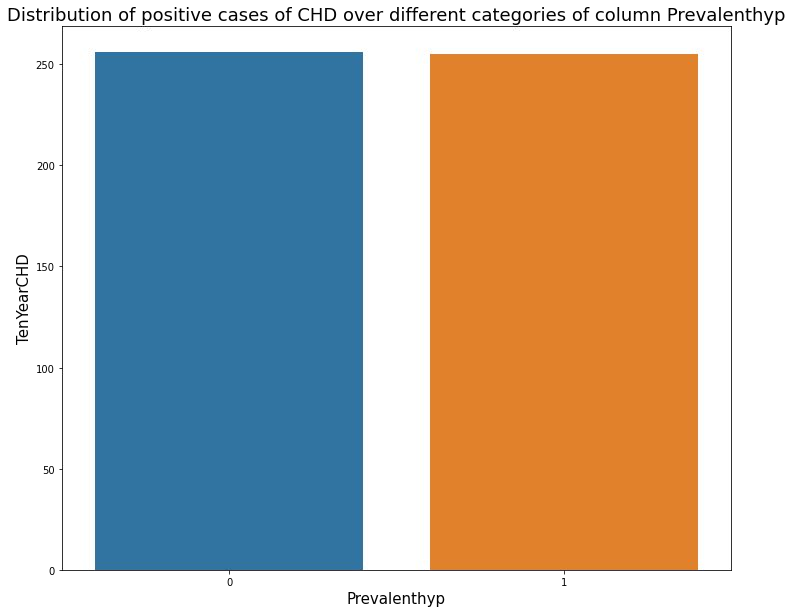 Distribution of positive cases of CHD over different categories of column Prevalenthyp
250
200
150
100
50
0
TenYearCHD
0 1
Prevalenthyp